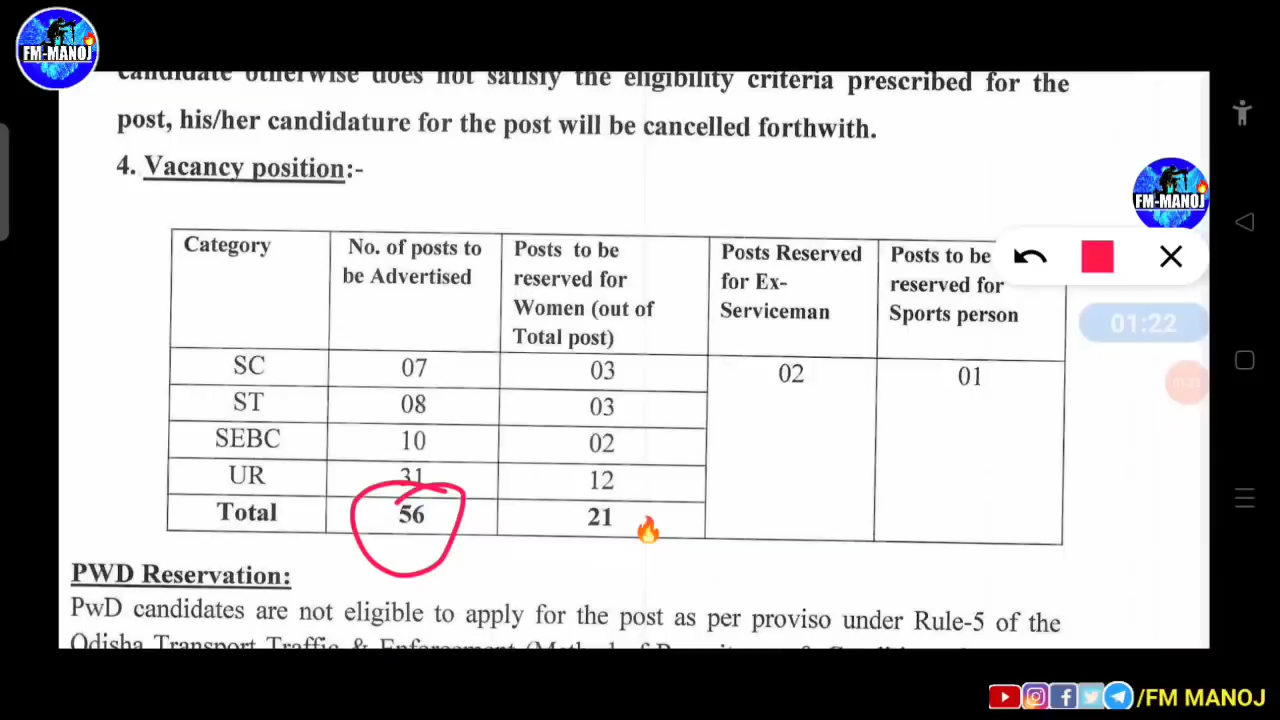 FM-MANOJ
candidate otherwise does not satisfy the eligibility criteria prescribed for the
post, his/her candidature for the post will be cancelled forthwith.
4. Vacancy position:-
FM-MANOJ
Category No. of posts to be Advertised Posts to be reserved for Women (out of Total post) Posts Reserved for Ex-Serviceman Posts to be reserved for Sports person
01:22
SC 07 03 02 01
ST 08 03
SEBC 10 02
UR 31 12
Total 56 21
PWD Reservation:
PwD candidates are not eligible to apply for the post as per proviso under Rule-5 of the
Odisha Transport Traffic & Enforcement
/FM MANOJ